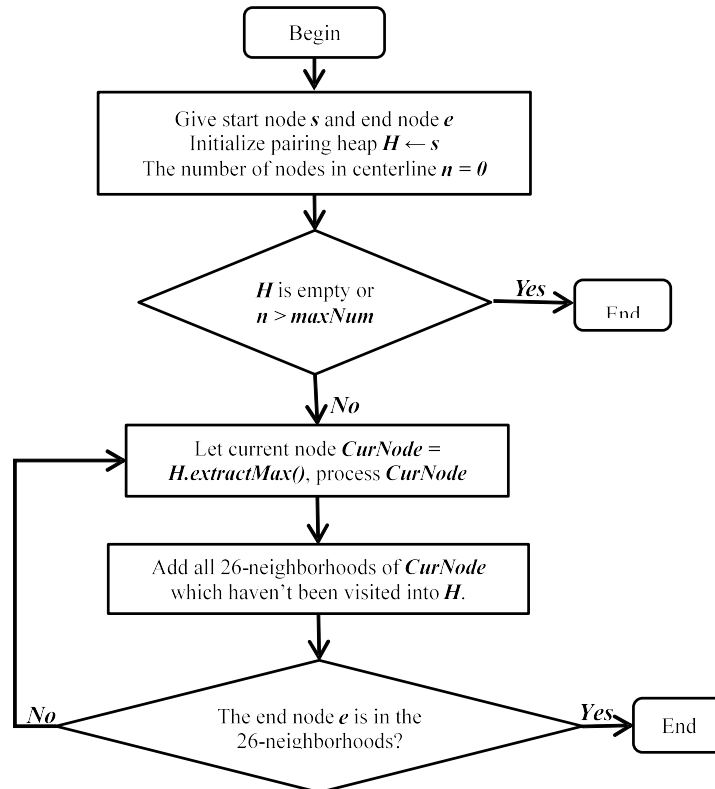 Begin
Give start node s and end node e
Initialize pairing heap H ← s
The number of nodes in centerline n = 0
H is empty or
n > maxNum
Yes
End
No
Let current node CurNode =
H.extractMax(), process CurNode
Add all 26-neighborhoods of CurNode
which haven't been visited into H.
The end node e is in the
26-neighborhoods?
No
Yes
End